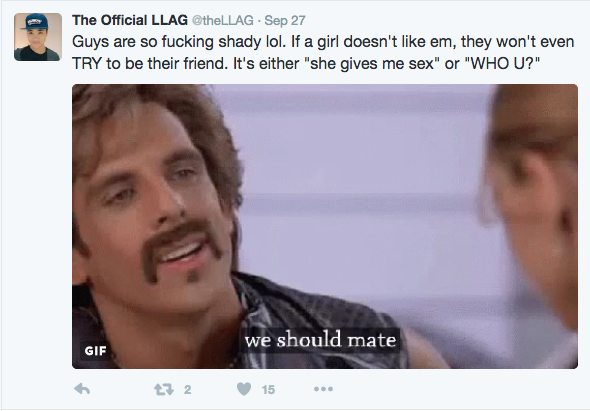 The Official LLAG @theLLAG · Sep 27
Guys are so fucking shady lol. If a girl doesn't like em, they won't even
TRY to be their friend. It's either "she gives me sex" or "WHO U?"
we should mate
GIF
2 15